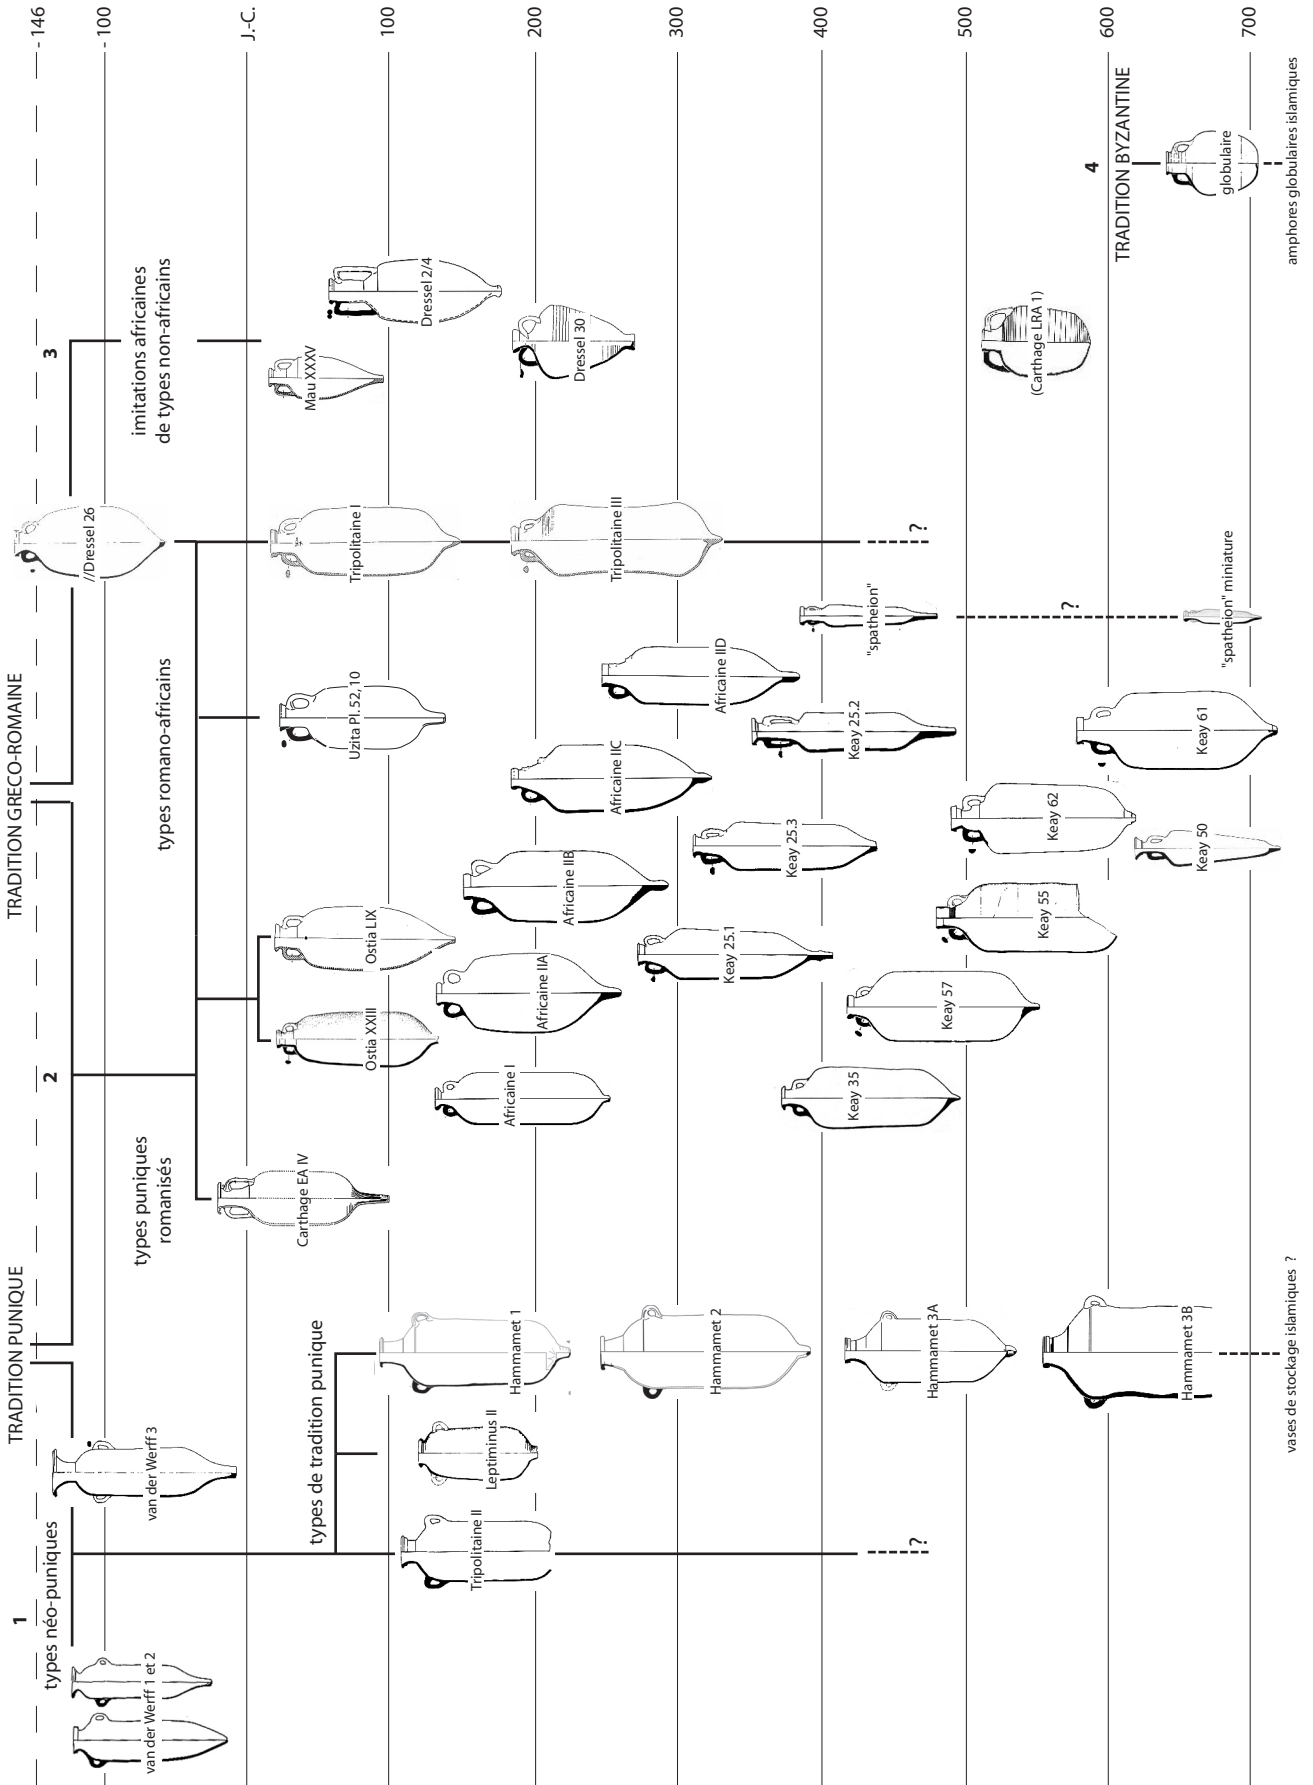 TRADITION PUNIQUE
TRADITION GRECO-ROMAINE
- 146
1
2
3
types néo-puniques
types puniques
romanisés
types romano-africains
imitations africaines
de types non-africains
- 100
van der Werff 1 et 2
van der Werff 3
//Dressel 26
J.-C.
types de tradition punique
Carthage EA IV
Ostia XXIII
Ostia LIX
Uzita Pl. 52,10
Tripolitaine I
Mau XXXV
Dressel 2/4
100
Tripolitaine II
Leptiminus II
Hammamet 1
Africaine I
Africaine IIA
Africaine IIB
Africaine IIC
Tripolitaine III
Dressel 30
200
Hammamet 2
Keay 25.1
Keay 25.3
Africaine IID
300
Keay 35
Keay 25.2
"spatheion"
400
?
?
Hammamet 3A
Keay 57
Keay 55
Keay 62
(Carthage LRA 1)
500
?
Hammamet 3B
Keay 50
Keay 61
"spatheion" miniature
600
4
TRADITION BYZANTINE
globulaire
700
vases de stockage islamiques ?
amphores globulaires islamiques